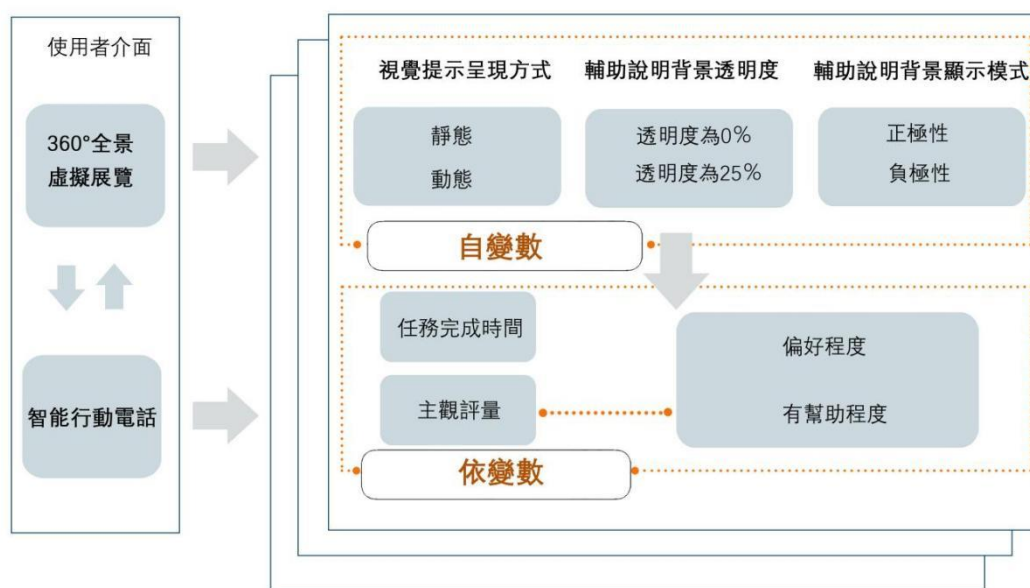 使用者介面
360°全景
虛擬展覽
智能行動電話
視覺提示呈現方式
靜態
動態
輔助說明背景透明度
透明度為0%
透明度為25%
輔助說明背景顯示模式
正極性
負極性
自變數
任務完成時間
主觀評量
偏好程度
有幫助程度
依變數